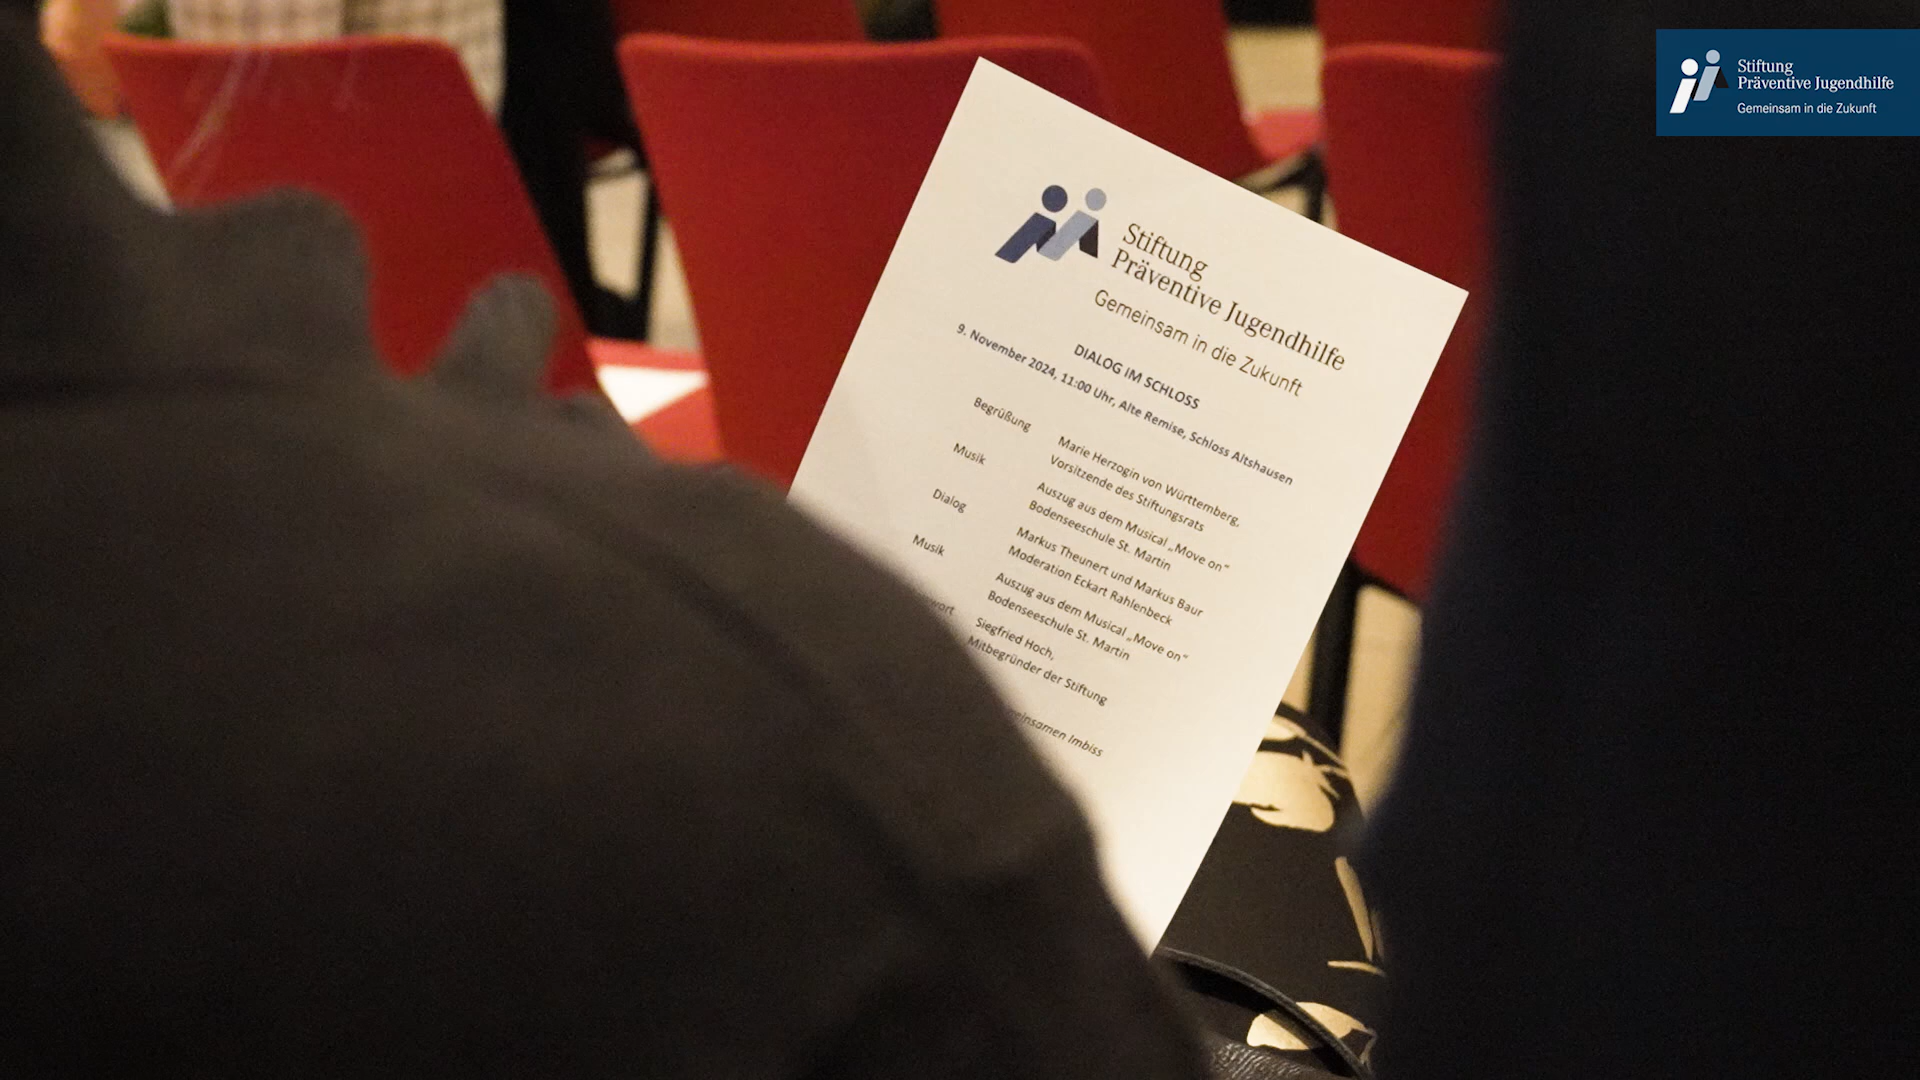 Stiftung
Präventive Jugendhilfe
Gemeinsam in die Zukunft
Stiftung
Präventive Jugendhilfe
Gemeinsam in die Zukunft
DIALOG IM SCHLOSS
9. November 2024, 11:00 Uhr, Alte Remise, Schloss Altshausen
Begrüßung Marie Herzogin von Württemberg,
Vorsitzende des Stiftungsrats
Musik Auszug aus dem Musical „Move on“
Bodenseeschule St. Martin
Dialog Markus Theunert und Markus Baur
Moderation Eckart Rahlenbeck
Musik Auszug aus dem Musical „Move on“
Bodenseeschule St. Martin
Siegfried Hoch,
Mitbegründer der Stiftung
Imbiss